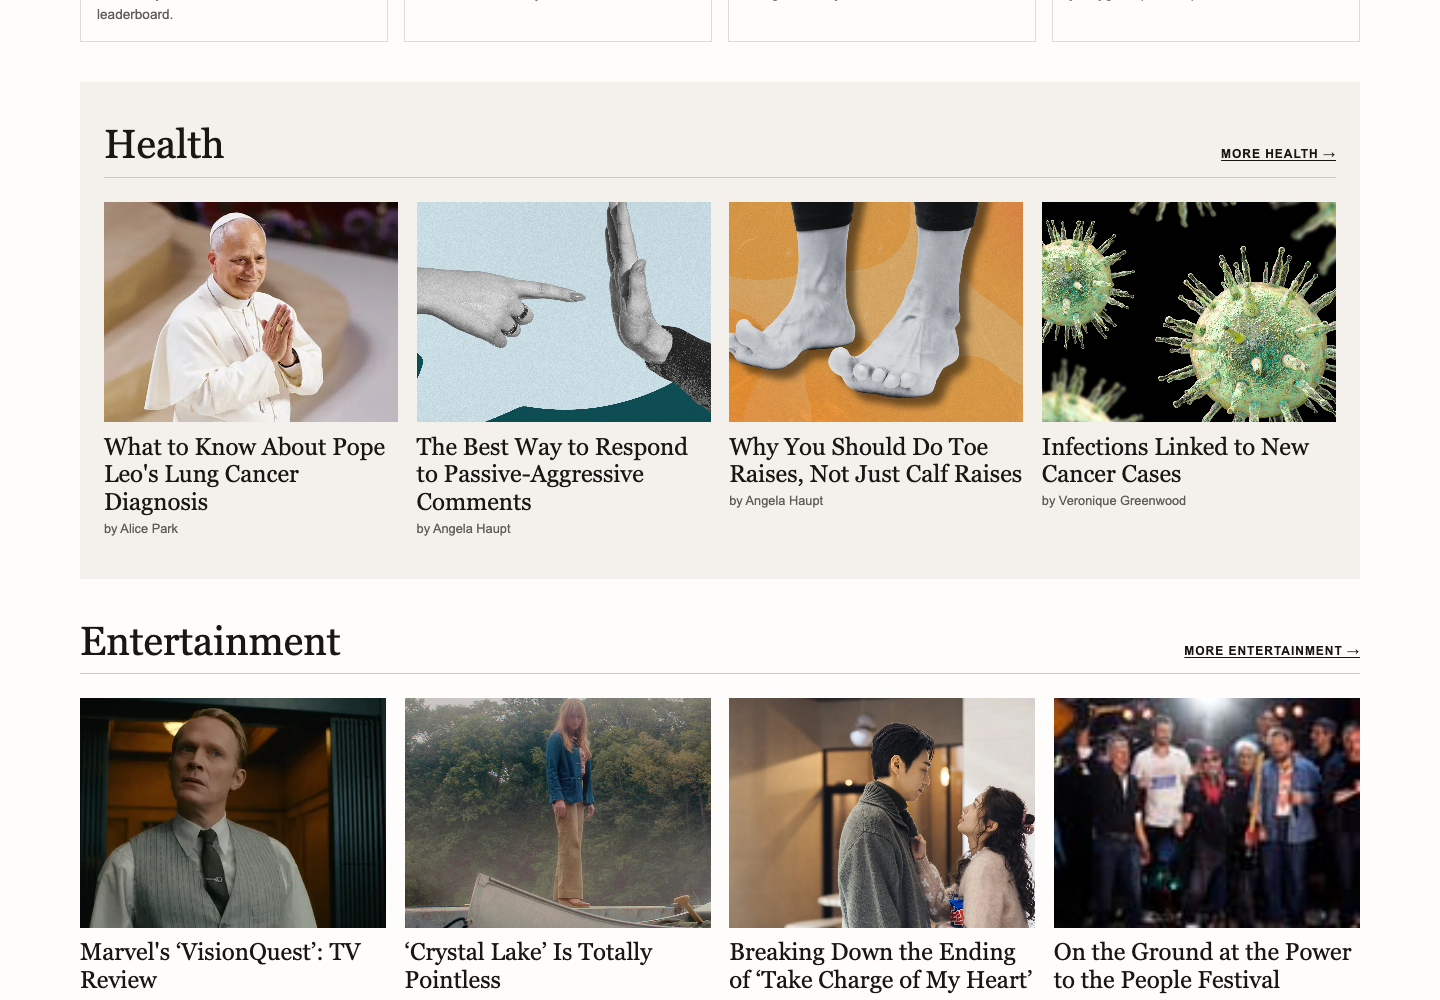 leaderboard.
Health
MORE HEALTH →
What to Know About Pope
Leo's Lung Cancer
Diagnosis
by Alice Park
The Best Way to Respond
to Passive-Aggressive
Comments
by Angela Haupt
Why You Should Do Toe
Raises, Not Just Calf Raises
by Angela Haupt
Infections Linked to New
Cancer Cases
by Veronique Greenwood
Entertainment
MORE ENTERTAINMENT →
Marvel's ‘VisionQuest’: TV
Review
‘Crystal Lake’ Is Totally
Pointless
Breaking Down the Ending
of ‘Take Charge of My Heart’
On the Ground at the Power
to the People Festival